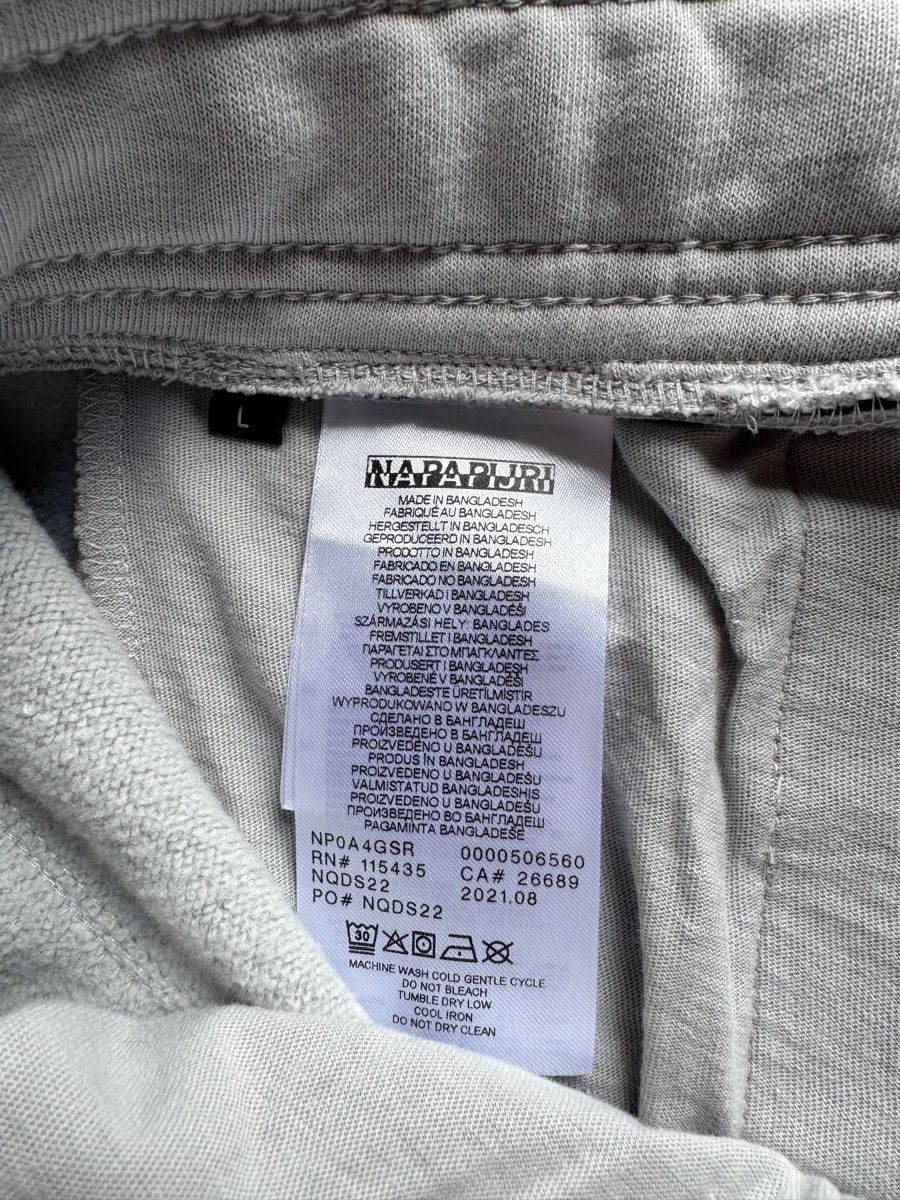 L
NAPAPIJRI
MADE IN BANGLADESH
FABRIQUÉ AU BANGLADESH
HERGESTELLT IN BANGLADESCH
GEPRODUCEERD IN BANGLADESH
PRODOTTO IN BANGLADESH
FABRICADO EN BANGLADESH
FABRICADO NO BANGLADESH
TILLVERKAD I BANGLADESH
VYROBENO V BANGLADÉŠI
SZÁRMAZÁSI HELY: BANGLADES
FREMSTILLET I BANGLADESH
ΠΑΡΑΓΕΤΑΙ ΣΤΟ ΜΠΑΓΚΛΑΝΤΕΣ
PRODUSERT I BANGLADESH
VYROBENÉ V BANGLADÉŠI
BANGLADEŞTE ÜRETİLMİŞTİR
WYPRODUKOWANO W BANGLADESZU
СДЕЛАНО В БАНГЛАДЕШ
ПРОИЗВЕДЕНО В БАНГЛАДЕШ
PROIZVEDENO U BANGLADEŠU
PRODUS ÎN BANGLADESH
PROIZVEDENO U BANGLADEŠU
VALMISTATUD BANGLADESHIS
PROIZVEDENO U BANGLADEŠU
ПРОИЗВЕДЕНО ВО БАНГЛАДЕШ
PAGAMINTA BANGLADEŠE
NP0A4GSR 0000506560
RN# 115435 CA# 26689
NQDS22 2021.08
PO# NQDS22
30
MACHINE WASH COLD GENTLE CYCLE
DO NOT BLEACH
TUMBLE DRY LOW
COOL IRON
DO NOT DRY CLEAN